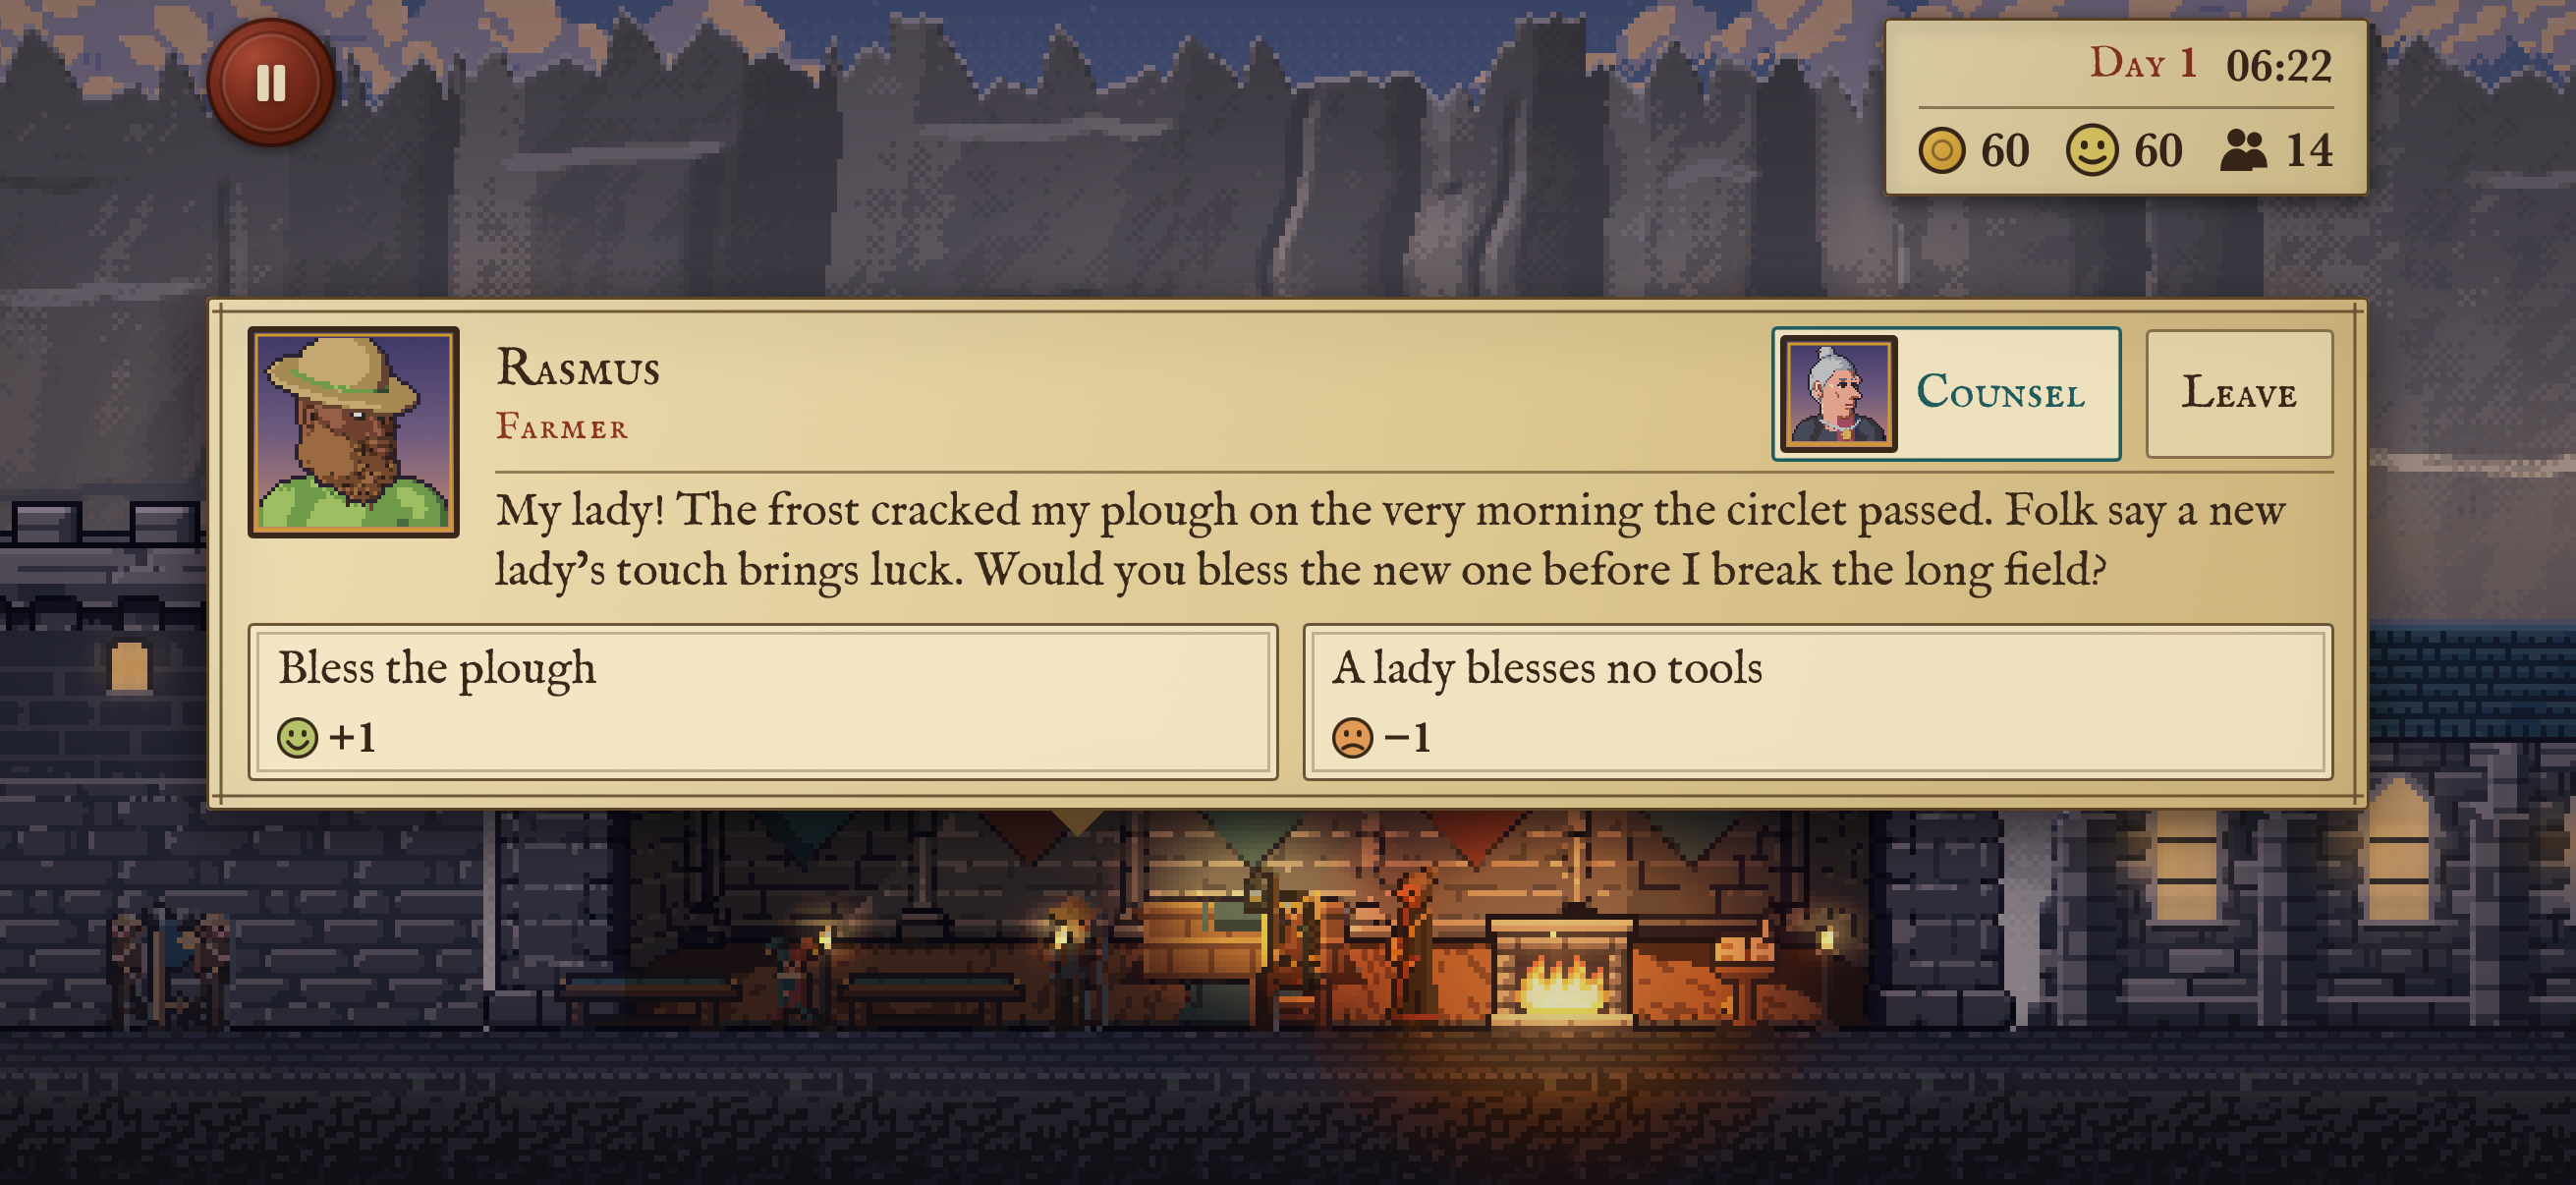 Day 1 06:22
60 60 14
Rasmus
Farmer
Counsel
Leave
My lady! The frost cracked my plough on the very morning the circlet passed. Folk say a new
lady's touch brings luck. Would you bless the new one before I break the long field?
Bless the plough
+1
A lady blesses no tools
−1